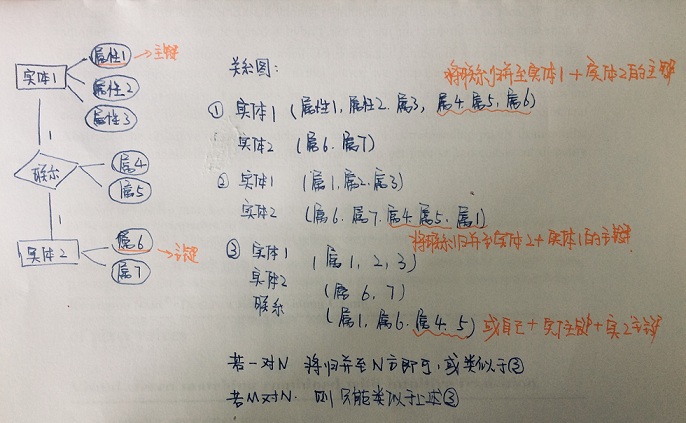 属性1 →主键
实体1
属性2
属性3
1
联系
属4
属5
1
属6 →主键
实体2
属7
关系图:
将联系归并至实体1+实体2的主键
① 实体1 (属性1, 属性2. 属3, 属4. 属5, 属6)
实体2 (属6. 属7)
② 实体1 (属1. 属2. 属3)
实体2 (属6. 属7. 属4. 属5. 属1)
将联系归并至实体2+实体1的主键
③ 实体1 (属1, 2, 3)
实体2 (属6, 7)
联系 (属1, 属6. 属4. 5) 或自己+实1主键+实2主键
若一对N 将归并至N方即可, 或类似于③
若M对N. 则只能类似于上述③